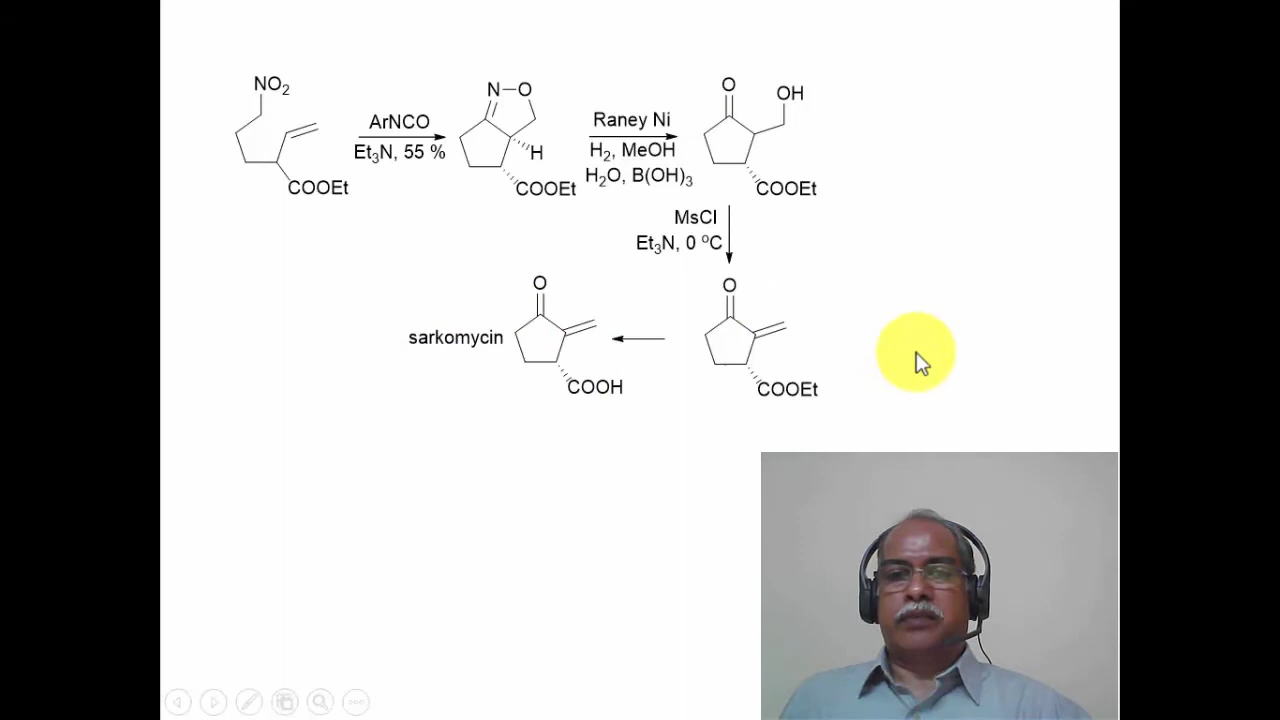 NO2
COOEt
ArNCO
Et3N, 55 %
N O
H
COOEt
Raney Ni
H2, MeOH
H2O, B(OH)3
O
OH
COOEt
MsCl
Et3N, 0 oC
O
COOEt
sarkomycin
O
COOH